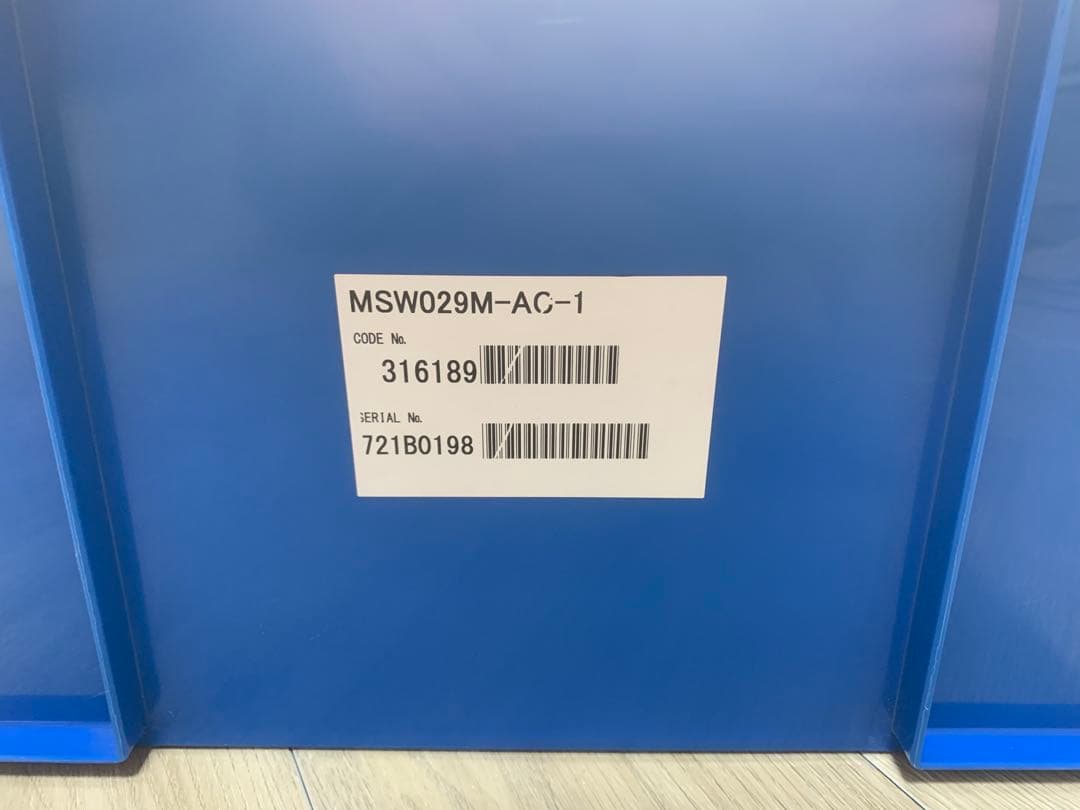 MSW029M-AC-1
CODE No.
316189
SERIAL No.
721B0198